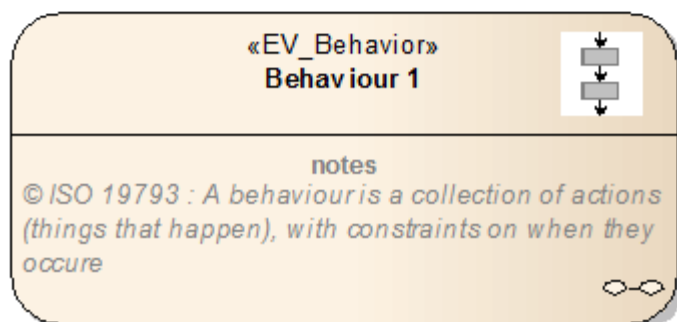 «EV_Behavior»
Behaviour 1
notes
© ISO 19793 : A behaviour is a collection of actions
(things that happen), with constraints on when they
occure